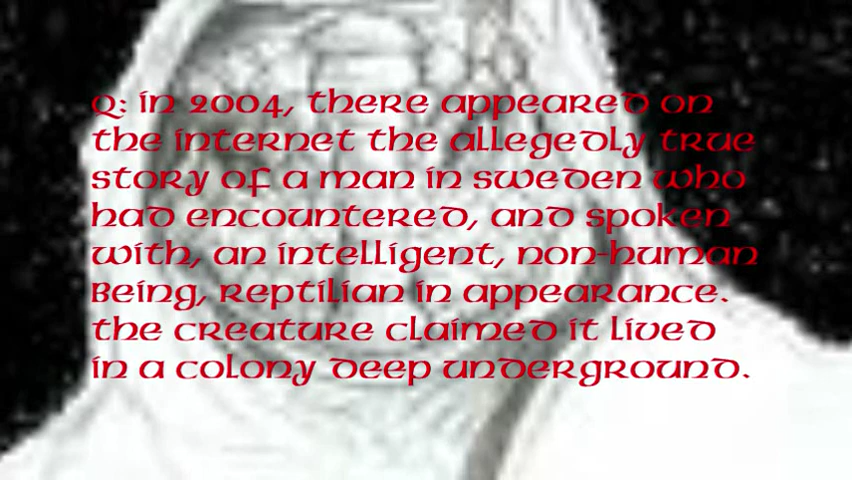 Q: in 2004, there appeared on
the internet the allegedly true
story of a man in sweden who
had encountered, and spoken
with, an intelligent, non-human
Being, reptilian in appearance.
the creature claimed it lived
in a colony deep underground.